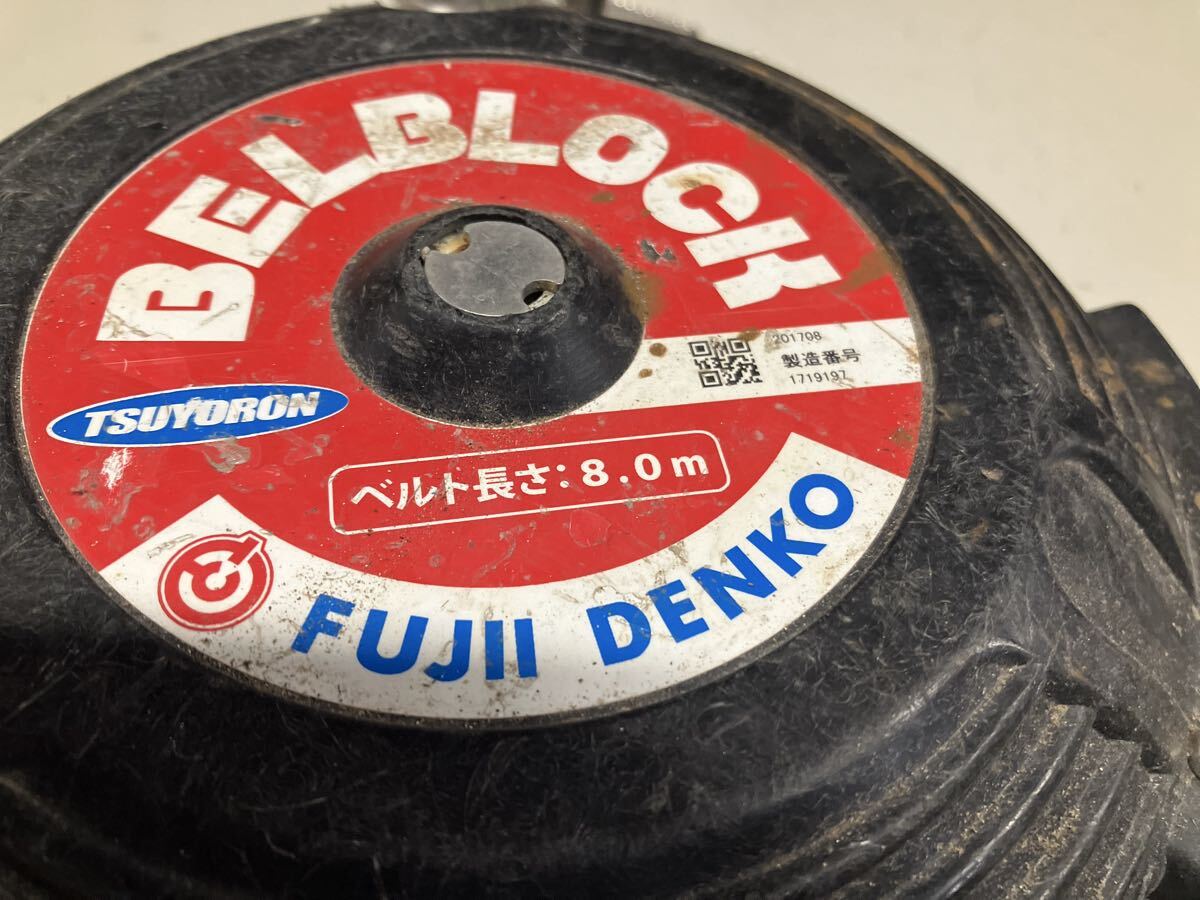 BELBLOCK
201708
製造番号
1719197
TSUYORON
ベルト長さ:8.0m
FUJII DENKO